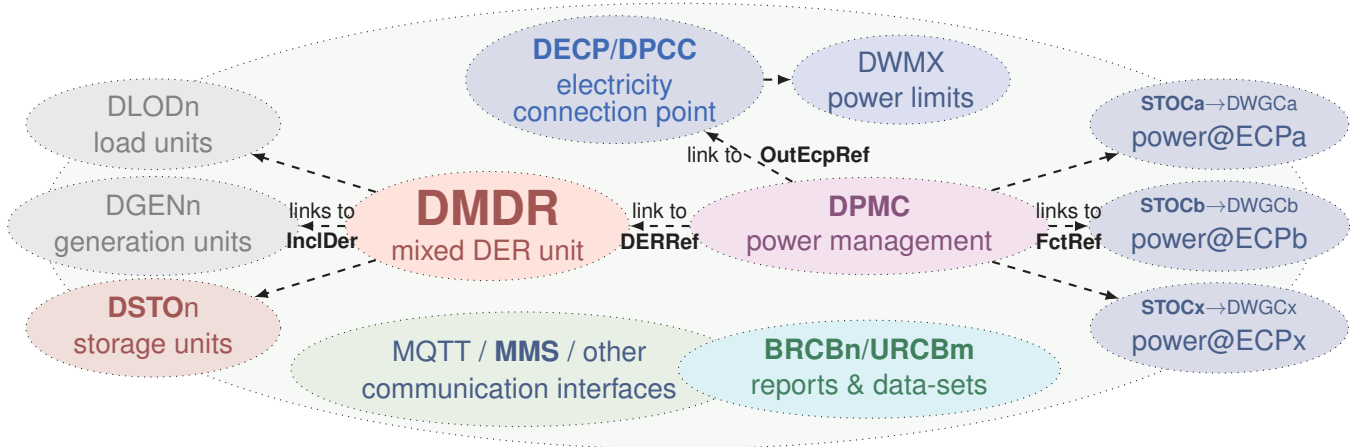 DECP/DPCC
electricity
connection point
DWMX
power limits
DLODn
load units
STOCa→DWGCa
power@ECPa
link to OutEcpRef
DGENn
generation units
links to
InclDer
DMDR
mixed DER unit
link to
DERRef
DPMC
power management
links to
FctRef
STOCb→DWGCb
power@ECPb
DSTOn
storage units
STOCx→DWGCx
power@ECPx
MQTT / MMS / other
communication interfaces
BRCBn/URCBm
reports & data-sets